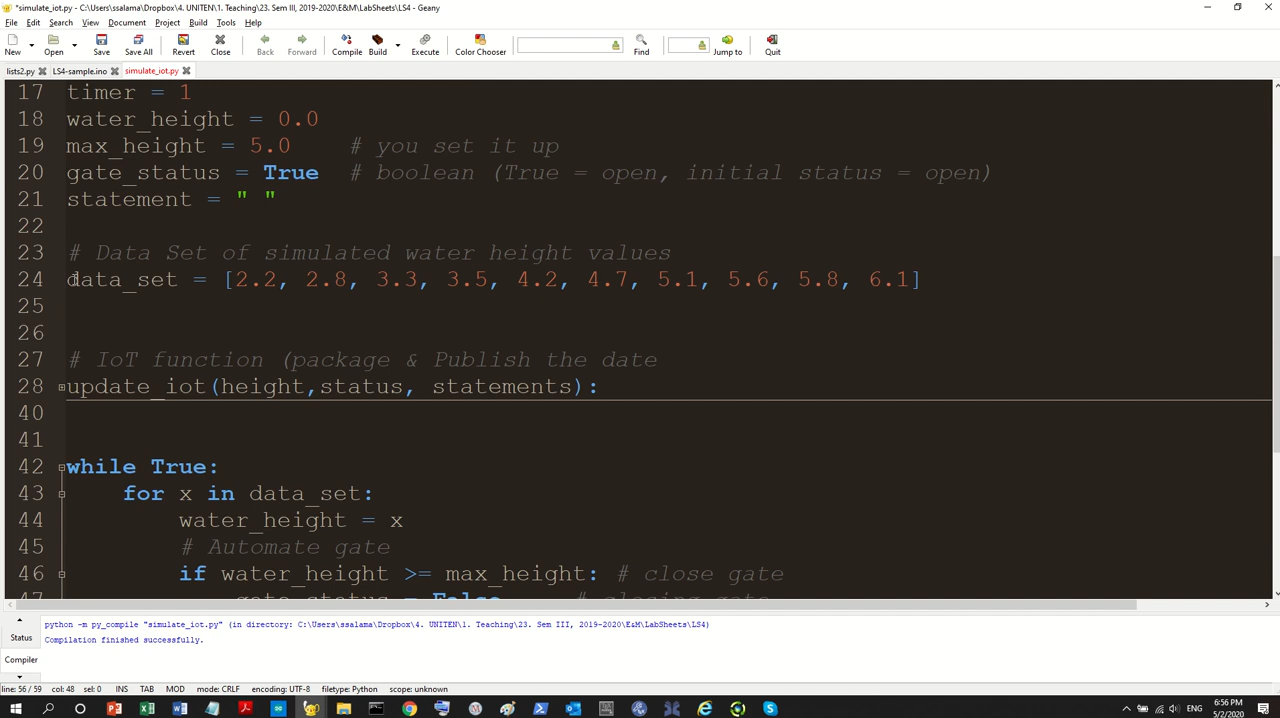 *simulate_iot.py - C:\Users\ssalama\Dropbox\4. UNITEN\1. Teaching\23. Sem III, 2019-2020\E&M\LabSheets\LS4 - Geany
File Edit Search View Document Project Build Tools Help
New Open Save Save All Revert Close Back Forward Compile Build Execute Color Chooser Find Jump to Quit
lists2.py LS4-sample.ino simulate_iot.py
17 timer = 1
18 water_height = 0.0
19 max_height = 5.0 # you set it up
20 gate_status = True # boolean (True = open, initial status = open)
21 statement = " "
22
23 # Data Set of simulated water height values
24 data_set = [2.2, 2.8, 3.3, 3.5, 4.2, 4.7, 5.1, 5.6, 5.8, 6.1]
25
26
27 # IoT function (package & Publish the date
28 update_iot(height,status, statements):
40
41
42 while True:
43 for x in data_set:
44 water_height = x
45 # Automate gate
46 if water_height >= max_height: # close gate
47 gate_status = False # closing gate
Status
Compiler
python -m py_compile "simulate_iot.py" (in directory: C:\Users\ssalama\Dropbox\4. UNITEN\1. Teaching\23. Sem III, 2019-2020\E&M\LabSheets\LS4)
Compilation finished successfully.
line: 56 / 59 col: 48 sel: 0 INS TAB MOD mode: CRLF encoding: UTF-8 filetype: Python scope: unknown
ENG
6:56 PM
5/2/2020